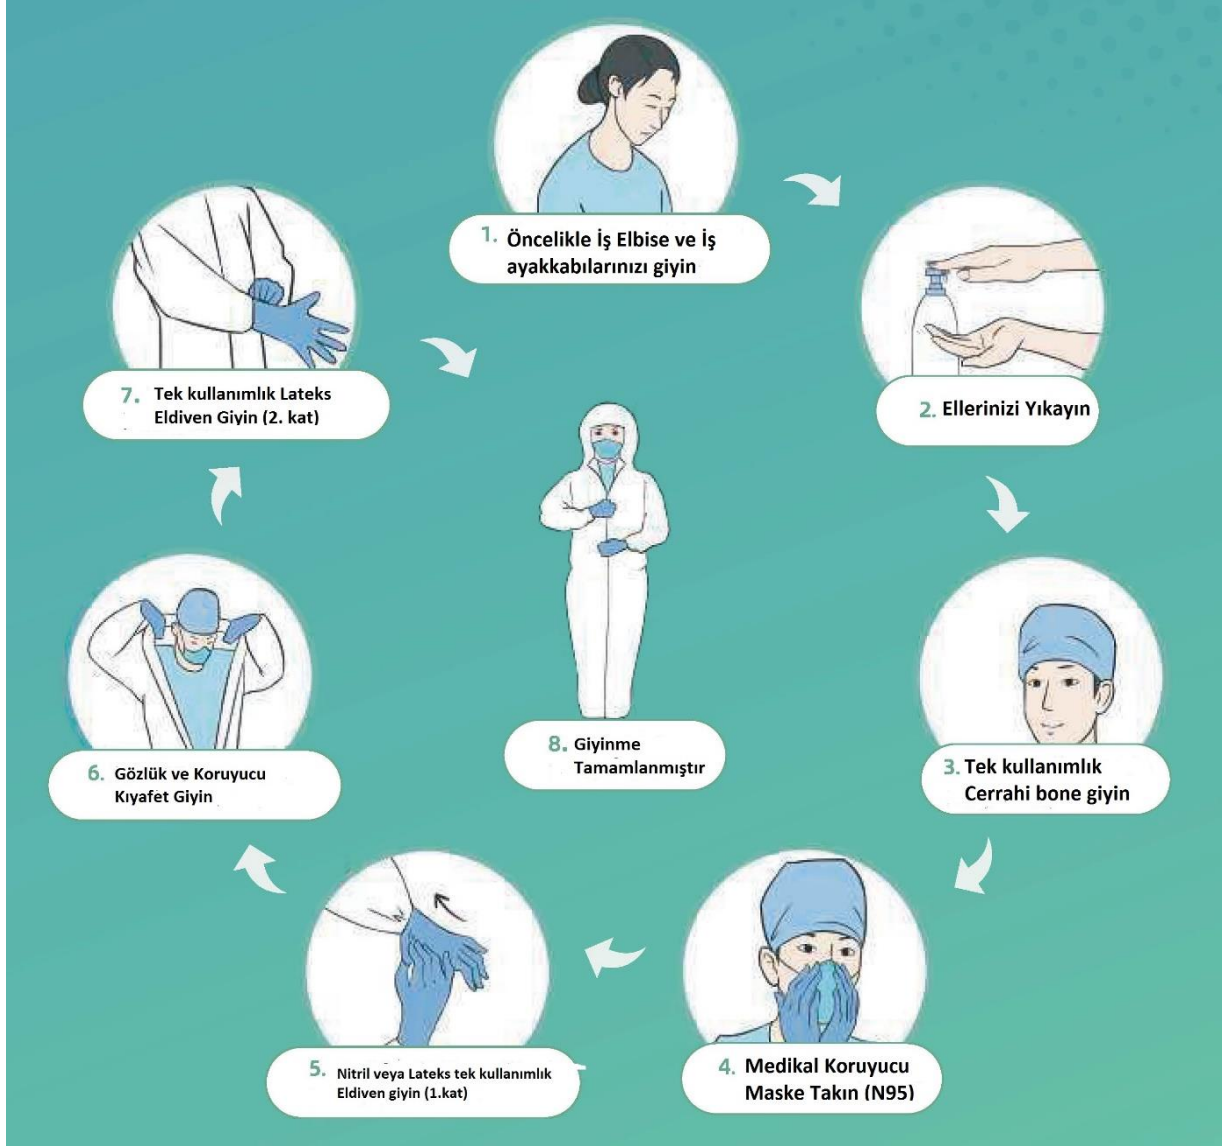 1. Öncelikle İş Elbise ve İş
ayakkabılarınızı giyin
2. Ellerinizi Yıkayın
3. Tek kullanımlık
Cerrahi bone giyin
4. Medikal Koruyucu
Maske Takın (N95)
5. Nitril veya Lateks tek kullanımlık
Eldiven giyin (1.kat)
6. Gözlük ve Koruyucu
Kıyafet Giyin
7. Tek kullanımlık Lateks
Eldiven Giyin (2. kat)
8. Giyinme
Tamamlanmıştır